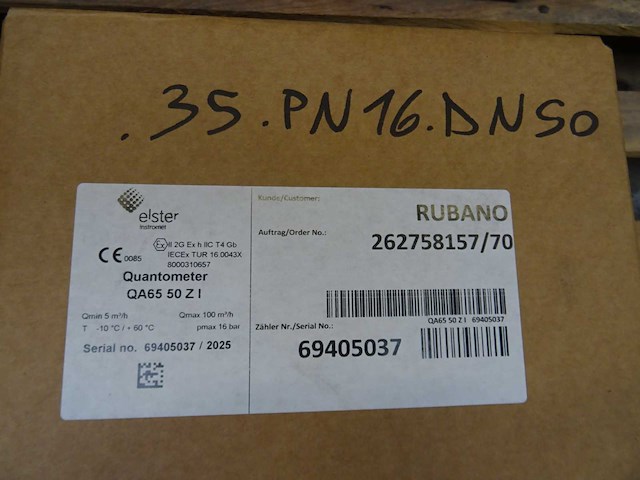 .35.PN16.DN50
elster
Instromet
CE 0085
Ex II 2G Ex h IIC T4 Gb
IECEx TUR 16.0043X
8000310657
Quantometer
QA65 50 Z I
Qmin 5 m³/h Qmax 100 m³/h
T -10 °C / + 60 °C pmax 16 bar
Serial no. 69405037 / 2025
Kunde/Customer:
RUBANO
Auftrag/Order No.:
262758157/70
QA65 50 Z I 69405037
Zähler Nr./Serial No.:
69405037